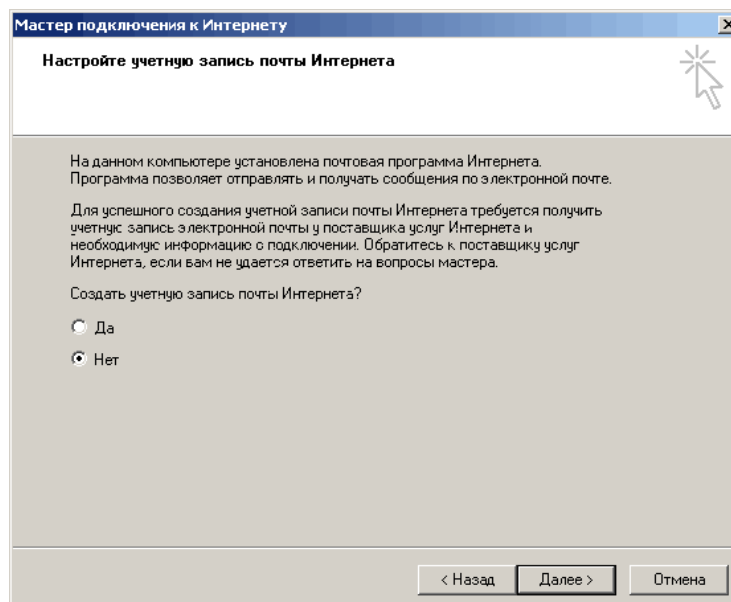 Мастер подключения к Интернету
Настройте учетную запись почты Интернета
На данном компьютере установлена почтовая программа Интернета.
Программа позволяет отправлять и получать сообщения по электронной почте.
Для успешного создания учетной записи почты Интернета требуется получить
учетную запись электронной почты у поставщика услуг Интернета и
необходимую информацию о подключении. Обратитесь к поставщику услуг
Интернета, если вам не удается ответить на вопросы мастера.
Создать учетную запись почты Интернета?
Да
Нет
< Назад Далее > Отмена